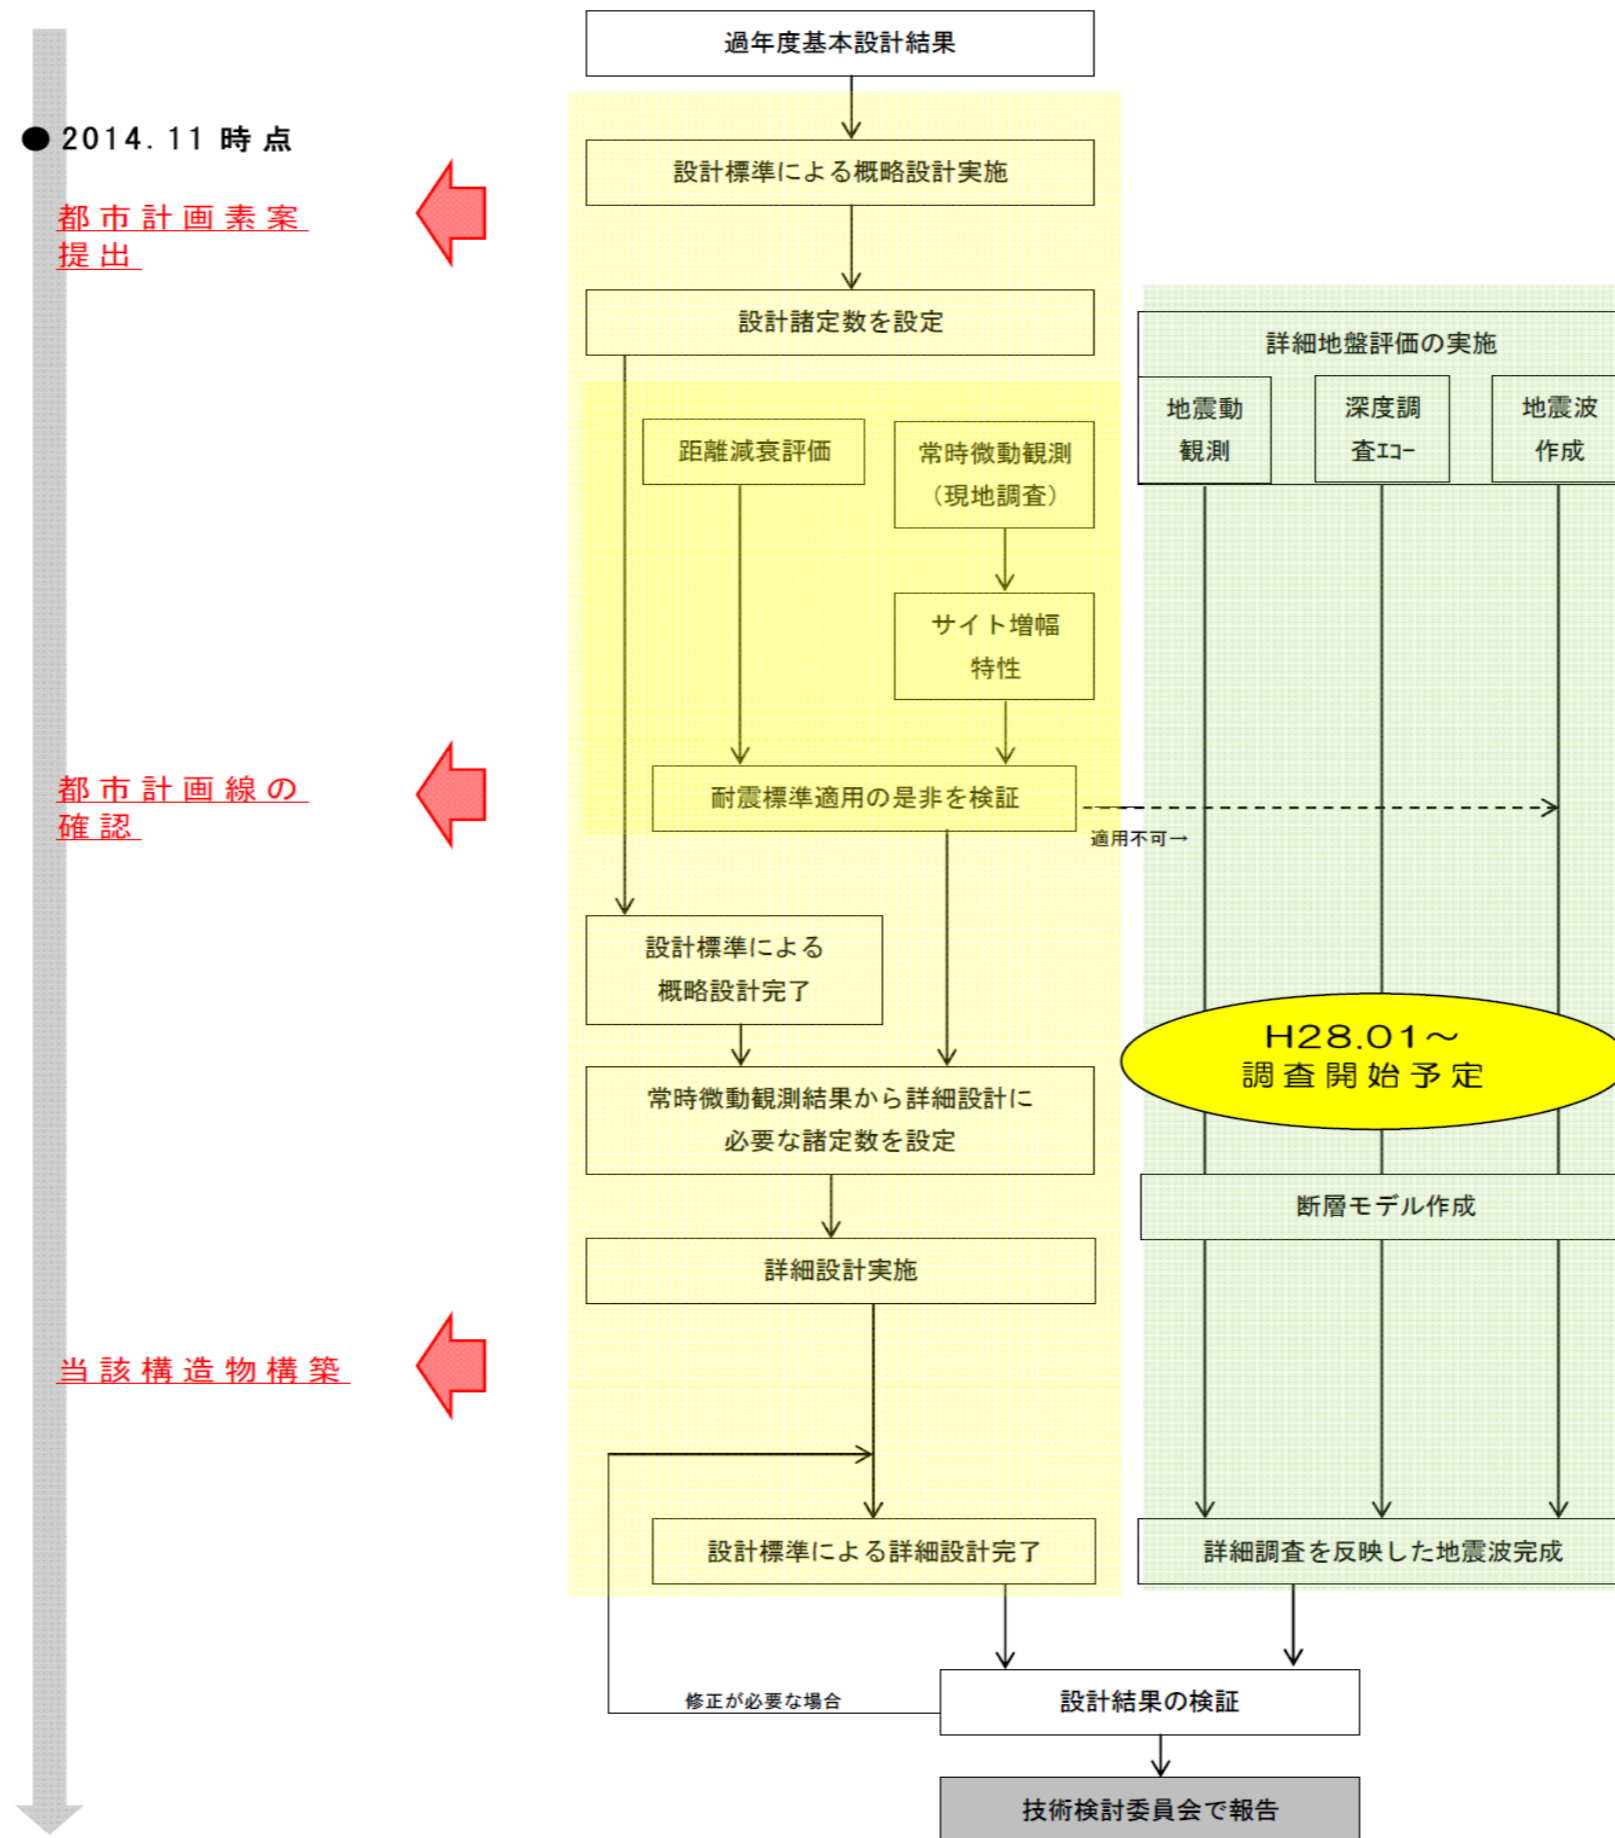 過年度基本設計結果
● 2014.11 時点
設計標準による概略設計実施
都市計画素案
提出
設計諸定数を設定
詳細地盤評価の実施
地震動
観測
深度調
査ｴｺｰ
地震波
作成
距離減衰評価
常時微動観測
（現地調査）
サイト増幅
特性
都市計画線の
確認
耐震標準適用の是非を検証
適用不可→
設計標準による
概略設計完了
H28.01～
調査開始予定
常時微動観測結果から詳細設計に
必要な諸定数を設定
断層モデル作成
詳細設計実施
当該構造物構築
設計標準による詳細設計完了
詳細調査を反映した地震波完成
修正が必要な場合
設計結果の検証
技術検討委員会で報告